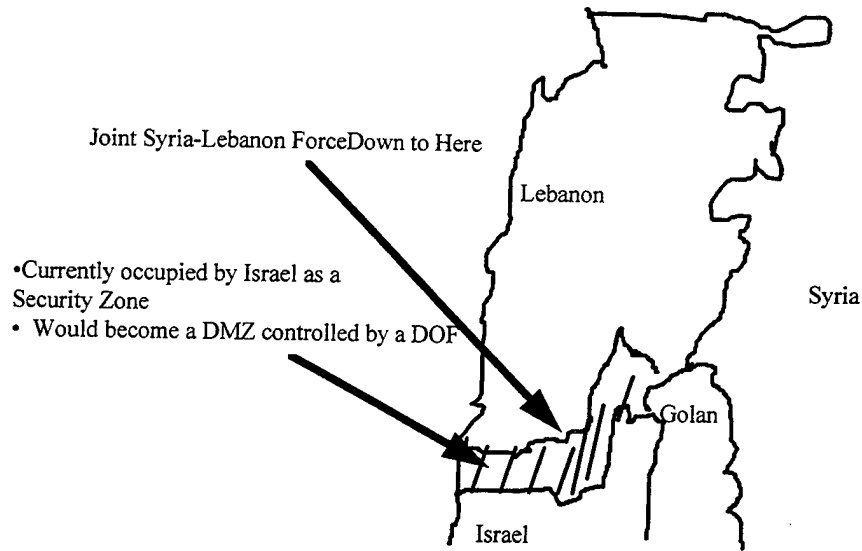 Joint Syria-Lebanon ForceDown to Here
Lebanon
•Currently occupied by Israel as a
Security Zone
• Would become a DMZ controlled by a DOF
Syria
Golan
Israel